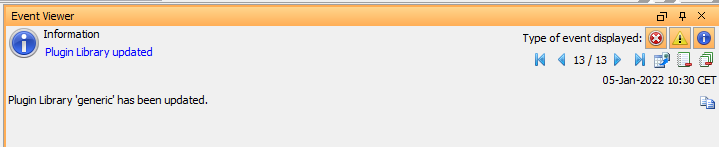 Event Viewer
Information
Type of event displayed:
Plugin Library updated
13 / 13
05-Jan-2022 10:30 CET
Plugin Library 'generic' has been updated.